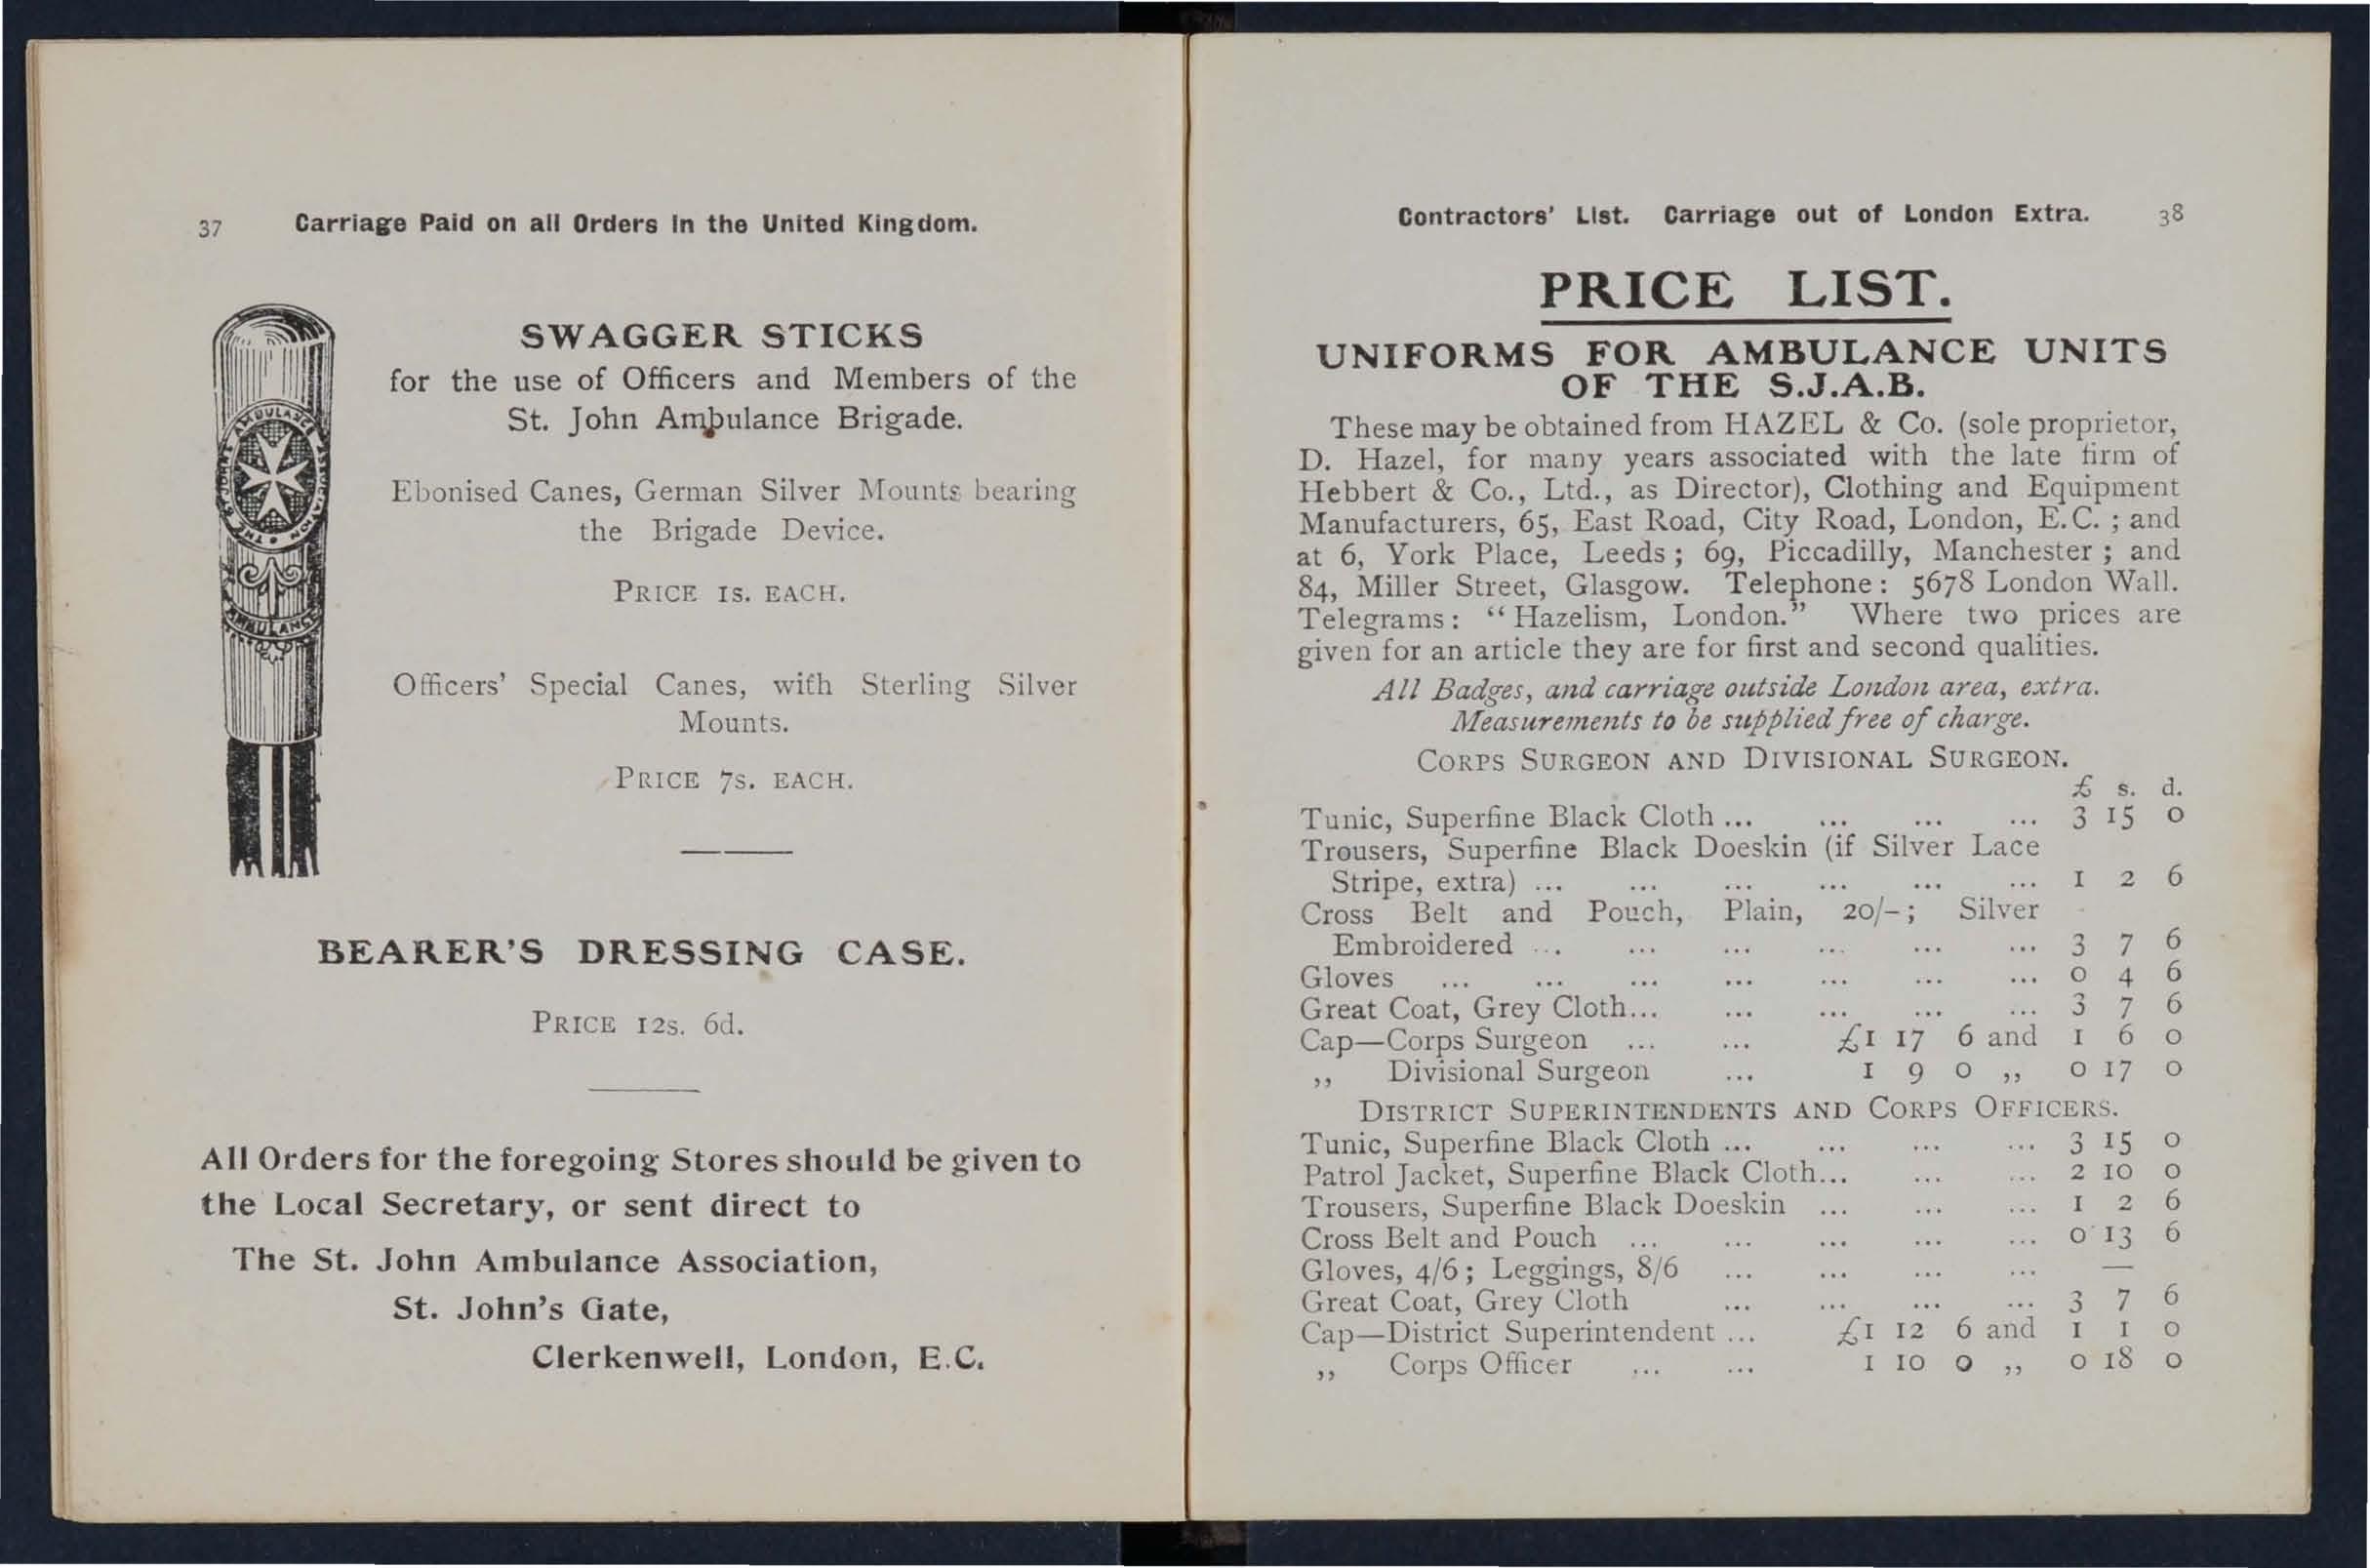 37 Carriage Paid on all Orders in the United Kingdom.
SWAGGER STICKS
for the use of Officers and Members of the
St. John Ambulance Brigade.
Ebonised Canes, German Silver Mounts bearing
the Brigade Device.
PRICE 1S. EACH.
Officers' Special Canes, with Sterling Silver
Mounts.
PRICE 7S. EACH.
BEARER'S DRESSING CASE.
PRICE 12S. 6d.
All Orders for the foregoing Stores should be given to
the Local Secretary, or sent direct to
The St. John Ambulance Association,
St. John's Gate,
Clerkenwell, London, E.C.
Contractors' List. Carriage out of London Extra. 38
PRICE LIST.
UNIFORMS FOR AMBULANCE UNITS
OF THE S.J.A.B.
These may be obtained from HAZEL & Co. (sole proprietor,
D. Hazel, for many years associated with the late firm of
Hebbert & Co., Ltd., as Director), Clothing and Equipment
Manufacturers, 65, East Road, City Road, London, E.C. ; and
at 6, York Place, Leeds ; 69, Piccadilly, Manchester ; and
84, Miller Street, Glasgow. Telephone : 5678 London Wall.
Telegrams : "Hazelism, London." Where two prices are
given for an article they are for first and second qualities.
All Badges, and carriage outside London area, extra.
Measurements to be supplied free of charge.
CORPS SURGEON AND DIVISIONAL SURGEON.
£ s. d.
Tunic, Superfine Black Cloth ... ... ... ... 3 15 0
Trousers, Superfine Black Doeskin (if Silver Lace
Stripe, extra) ... ... ... ... ... ... 1 2 6
Cross Belt and Pouch, Plain, 20/- ; Silver
Embroidered ... ... ... ... ... ... 3 7 6
Gloves ... ... ... ... ... ... ... 0 4 6
Great Coat, Grey Cloth... ... ... ... ... 3 7 6
Cap—Corps Surgeon ... ... £1 17 6 and 1 6 0
,, Divisional Surgeon ... 1 9 0 ,, 0 17 0
DISTRICT SUPERINTENDENTS AND CORPS OFFICERS.
Tunic, Superfine Black Cloth ... ... ... ... 3 15 0
Patrol Jacket, Superfine Black Cloth... ... ... 2 10 0
Trousers, Superfine Black Doeskin ... ... ... 1 2 6
Cross Belt and Pouch ... ... ... ... ... 0 13 6
Gloves, 4/6 ; Leggings, 8/6 ... ... ... ... —
Great Coat, Grey Cloth ... ... ... ... 3 7 6
Cap—District Superintendent ... £1 12 6 and 1 1 0
,, Corps Officer ... ... 1 10 0 ,, 0 18 0